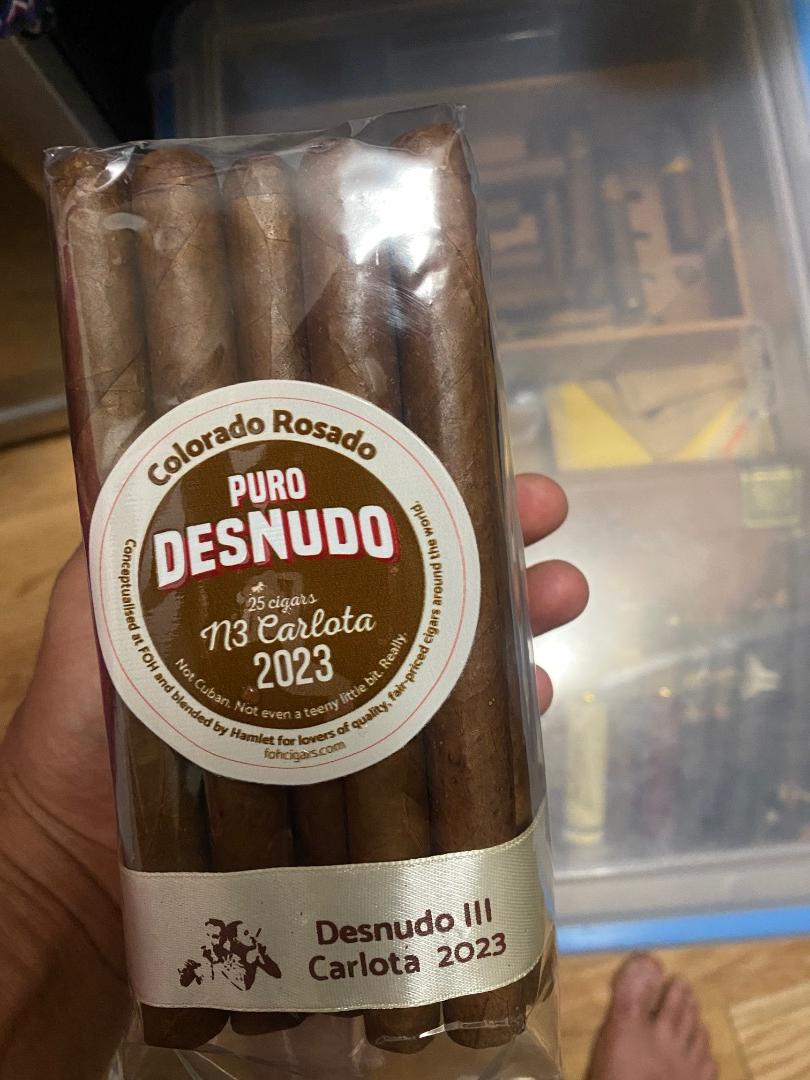 Colorado Rosado
PURO
DESNUDO
25 cigars
N3 Carlota
2023
Not Cuban. Not even a teeny little bit. Really.
Conceptualised at FOH and blended by Hamlet for lovers of quality, fair-priced cigars around the world.
fohcigars.com
Desnudo III
Carlota 2023